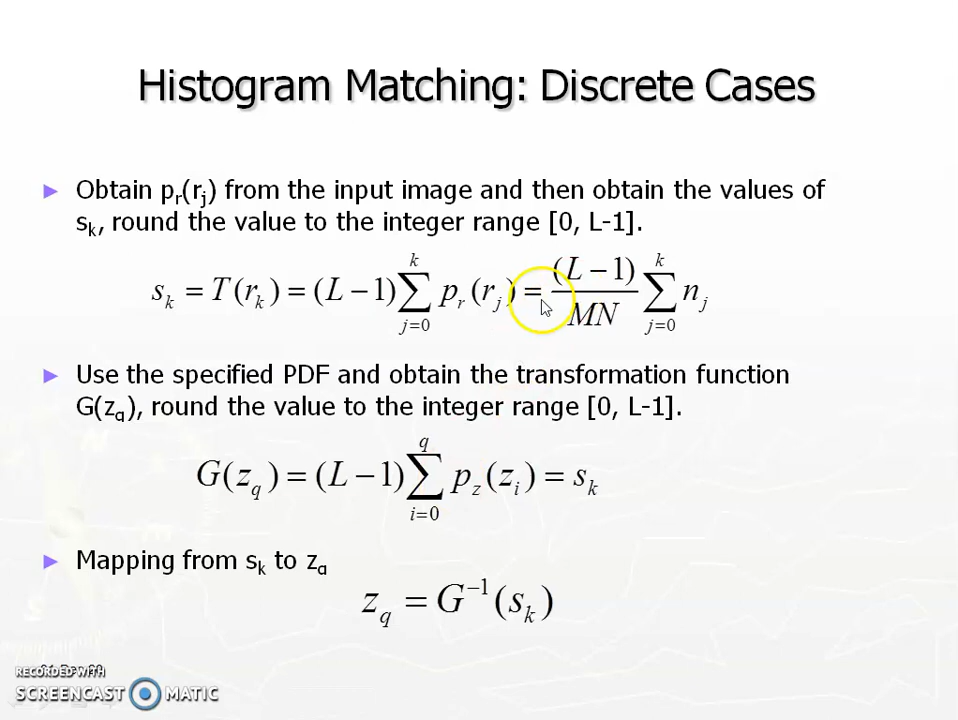 Histogram Matching: Discrete Cases
► Obtain p_r(r_j) from the input image and then obtain the values of
s_k, round the value to the integer range [0, L-1].
s_k = T(r_k) = (L−1) ∑_{j=0}^{k} p_r(r_j) = (L−1)/MN ∑_{j=0}^{k} n_j
► Use the specified PDF and obtain the transformation function
G(z_q), round the value to the integer range [0, L-1].
G(z_q) = (L−1) ∑_{i=0}^{q} p_z(z_i) = s_k
► Mapping from s_k to z_q
z_q = G^{−1}(s_k)
RECORDED WITH
SCREENCAST MATIC